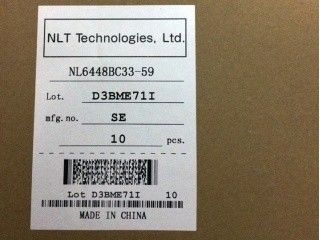 NLT Technologies, Ltd.
NL6448BC33-59
Lot. D3BME71I
mfg.no. SE
10 pcs.
Lot D3BME71I 10
MADE IN CHINA